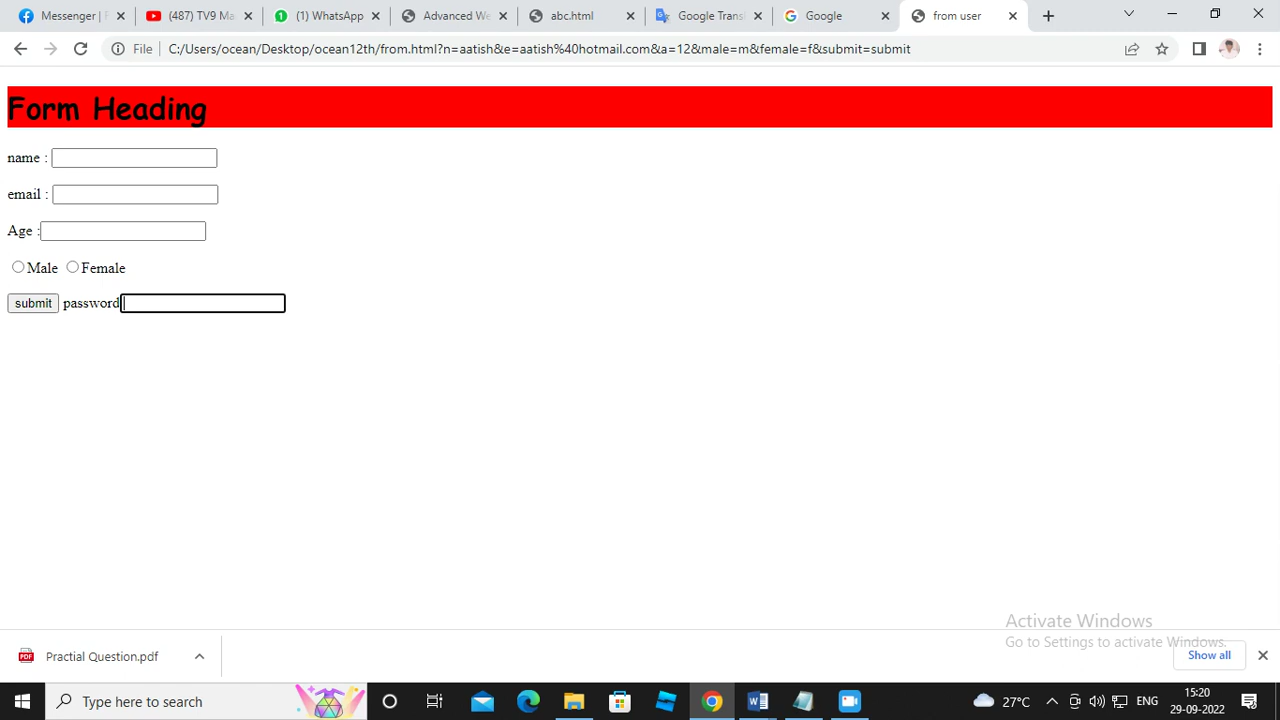 Messenger | F
(487) TV9 Ma
(1) WhatsApp
Advanced We
abc.html
Google Trans
Google
from user
File
C:/Users/ocean/Desktop/ocean12th/from.html?n=aatish&e=aatish%40hotmail.com&a=12&male=m&female=f&submit=submit
Form Heading
name :
email :
Age :
Male Female
submit password
Activate Windows
Go to Settings to activate Windows.
Practial Question.pdf
Show all
Type here to search
27°C
ENG
15:20
29-09-2022